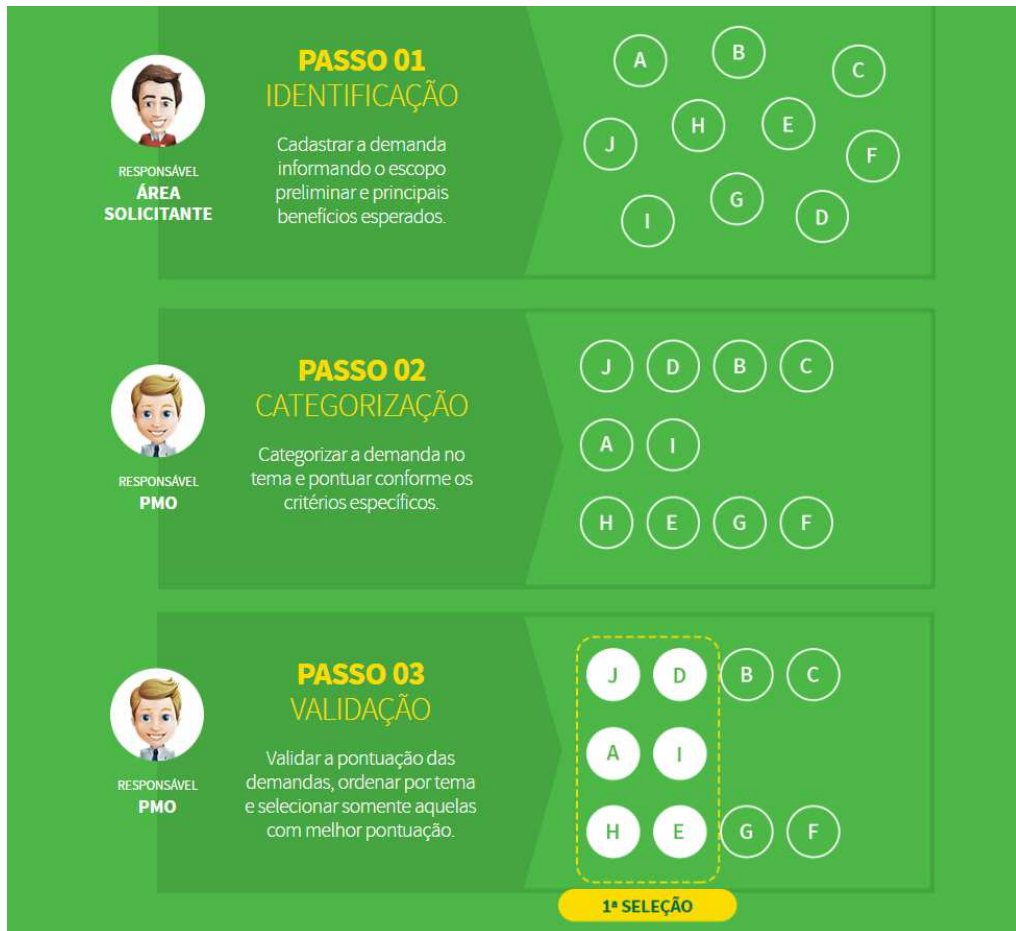 PASSO 01
IDENTIFICAÇÃO
Cadastrar a demanda
informando o escopo
preliminar e principais
benefícios esperados.
RESPONSÁVEL
ÁREA
SOLICITANTE
A
B
C
J
H
E
F
I
G
D
PASSO 02
CATEGORIZAÇÃO
Categorizar a demanda no
tema e pontuar conforme os
critérios específicos.
RESPONSÁVEL
PMO
J D B C
A I
H E G F
PASSO 03
VALIDAÇÃO
Validar a pontuação das
demandas, ordenar por tema
e selecionar somente aquelas
com melhor pontuação.
RESPONSÁVEL
PMO
J D B C
A I
H E G F
1ª SELEÇÃO